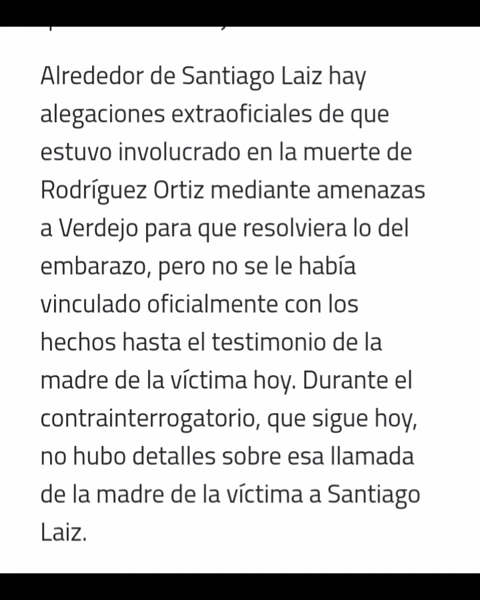 Alrededor de Santiago Laiz hay
alegaciones extraoficiales de que
estuvo involucrado en la muerte de
Rodríguez Ortiz mediante amenazas
a Verdejo para que resolviera lo del
embarazo, pero no se le había
vinculado oficialmente con los
hechos hasta el testimonio de la
madre de la víctima hoy. Durante el
contrainterrogatorio, que sigue hoy,
no hubo detalles sobre esa llamada
de la madre de la víctima a Santiago
Laiz.